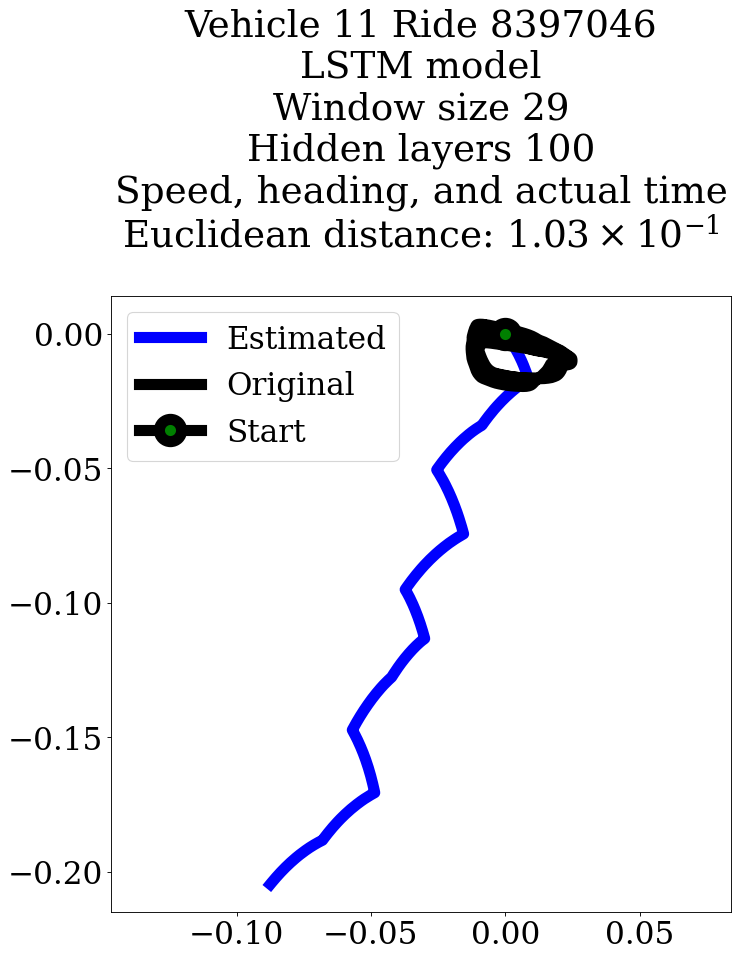 Vehicle 11 Ride 8397046
LSTM model
Window size 29
Hidden layers 100
Speed, heading, and actual time
Euclidean distance: 1.03 × 10⁻¹
Estimated
Original
Start
0.00
−0.05
−0.10
−0.15
−0.20
−0.10
−0.05
0.00
0.05